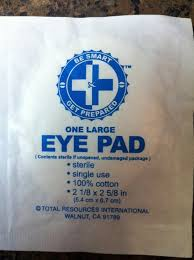 BE SMART
GET PREPARED
TM
ONE LARGE
EYE PAD
( Contents sterile if unopened, undamaged package )
• sterile
• single use
• 100% cotton
• 2 1/8 x 2 5/8 in
(5.4 cm x 6.7 cm)
© TOTAL RESOURCES INTERNATIONAL
WALNUT, CA 91789